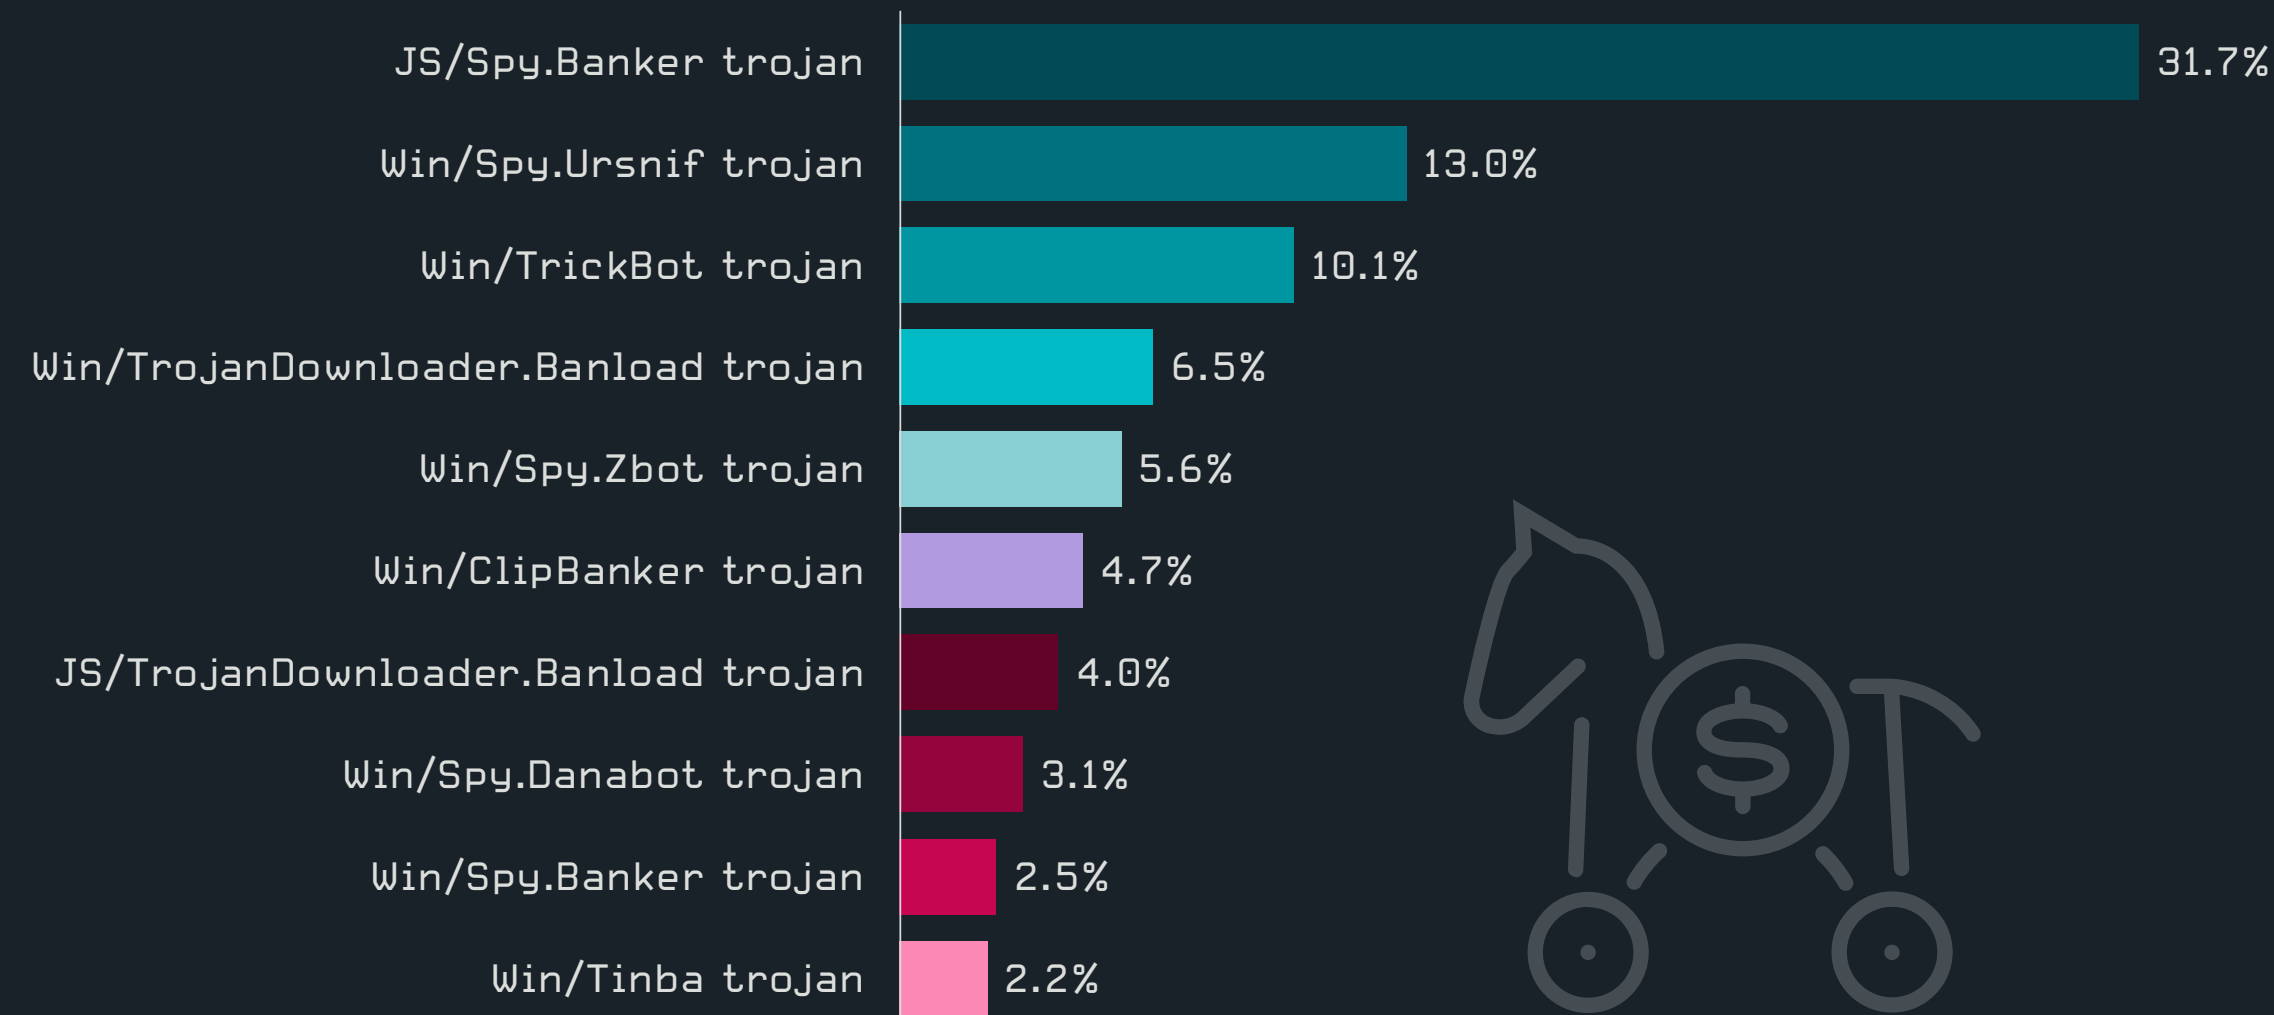 JS/Spy.Banker trojan 31.7%
Win/Spy.Ursnif trojan 13.0%
Win/TrickBot trojan 10.1%
Win/TrojanDownloader.Banload trojan 6.5%
Win/Spy.Zbot trojan 5.6%
Win/ClipBanker trojan 4.7%
JS/TrojanDownloader.Banload trojan 4.0%
Win/Spy.Danabot trojan 3.1%
Win/Spy.Banker trojan 2.5%
Win/Tinba trojan 2.2%
$